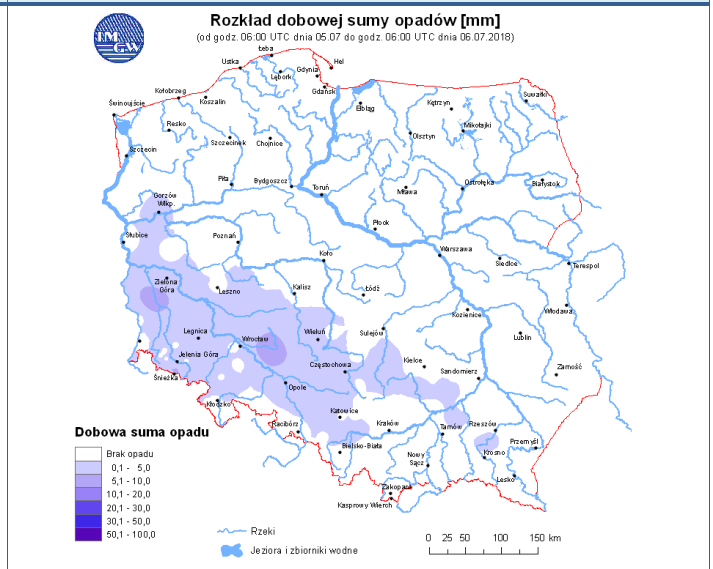 Rozkład dobowej sumy opadów [mm]
(od godz. 06:00 UTC dnia 05.07 do godz. 06:00 UTC dnia 06.07.2018)
IM
GW
Łeba
Ustka
Hel
Gdynia
Lębork
Gdańsk
Kołobrzeg
Koszalin
Świnoujście
Suwałki
Kętrzyn
Elbląg
Resko
Mikołajki
Olsztyn
Szczecinek
Chojnice
Szczecin
Piła
Bydgoszcz
Toruń
Mława
Ostrołęka
Białystok
Gorzów
Wlkp.
Płock
Słubice
Poznań
Koło
Warszawa
Siedlce
Terespol
Zielona
Góra
Leszno
Kalisz
Łódź
Kozienice
Włodawa
Legnica
Wrocław
Wieluń
Sulejów
Lublin
Jelenia Góra
Śnieżka
Częstochowa
Kielce
Sandomierz
Zamość
Opole
Kłodzko
Katowice
Racibórz
Kraków
Tarnów
Rzeszów
Przemyśl
Bielsko-Biała
Nowy
Sącz
Krosno
Lesko
Zakopane
Kasprowy Wierch
Dobowa suma opadu
Brak opadu
0,1 - 5,0
5,1 - 10,0
10,1 - 20,0
20,1 - 30,0
30,1 - 50,0
50,1 - 100,0
Rzeki
Jeziora i zbiorniki wodne
0 25 50 100 150 km